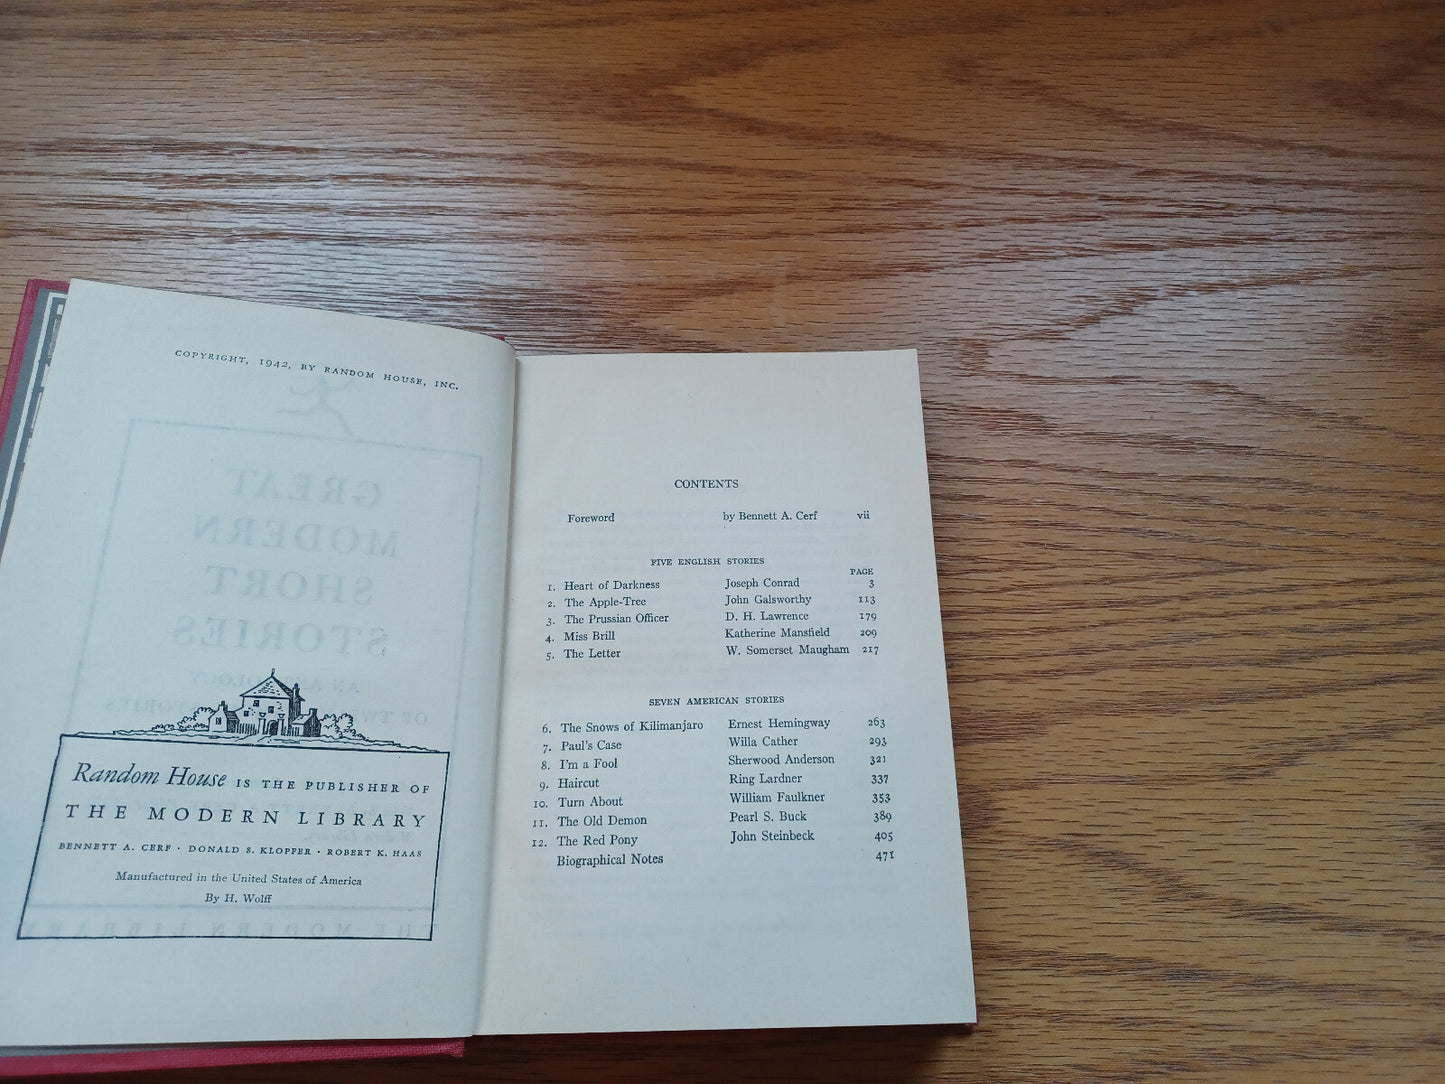 COPYRIGHT, 1942, BY RANDOM HOUSE, INC.
GREAT
MODERN
SHORT
STORIES
Random House IS THE PUBLISHER OF
THE MODERN LIBRARY
BENNETT A. CERF · DONALD S. KLOPFER · ROBERT K. HAAS
Manufactured in the United States of America
By H. Wolff
CONTENTS
Foreword by Bennett A. Cerf vii
FIVE ENGLISH STORIES
PAGE
1. Heart of Darkness Joseph Conrad 3
2. The Apple-Tree John Galsworthy 113
3. The Prussian Officer D. H. Lawrence 179
4. Miss Brill Katherine Mansfield 209
5. The Letter W. Somerset Maugham 217
SEVEN AMERICAN STORIES
6. The Snows of Kilimanjaro Ernest Hemingway 263
7. Paul's Case Willa Cather 293
8. I'm a Fool Sherwood Anderson 321
9. Haircut Ring Lardner 337
10. Turn About William Faulkner 353
11. The Old Demon Pearl S. Buck 389
12. The Red Pony John Steinbeck 405
Biographical Notes 471